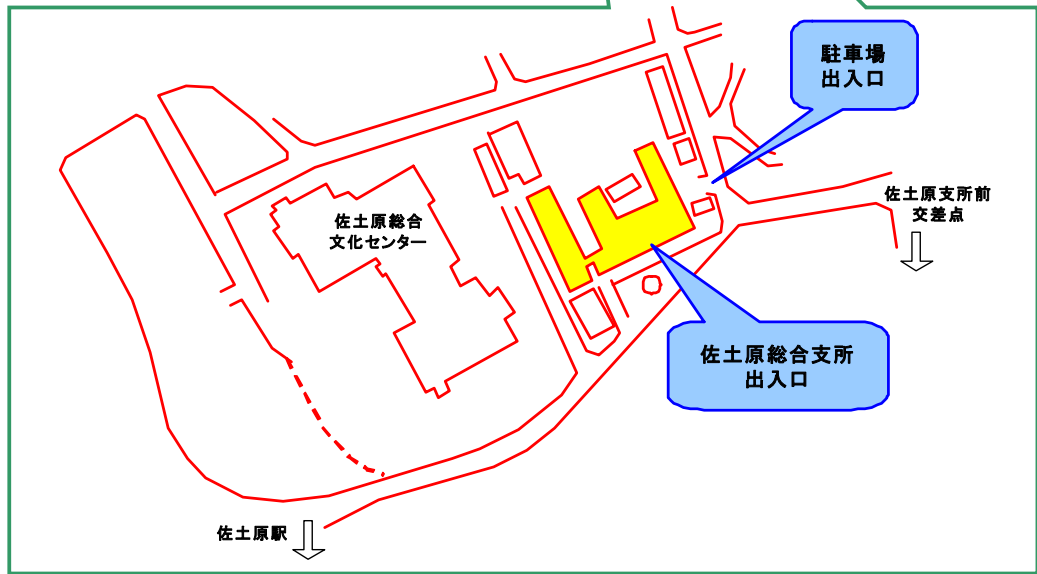 駐車場
出入口
佐土原支所前
交差点
佐土原総合
文化センター
佐土原総合支所
出入口
佐土原駅